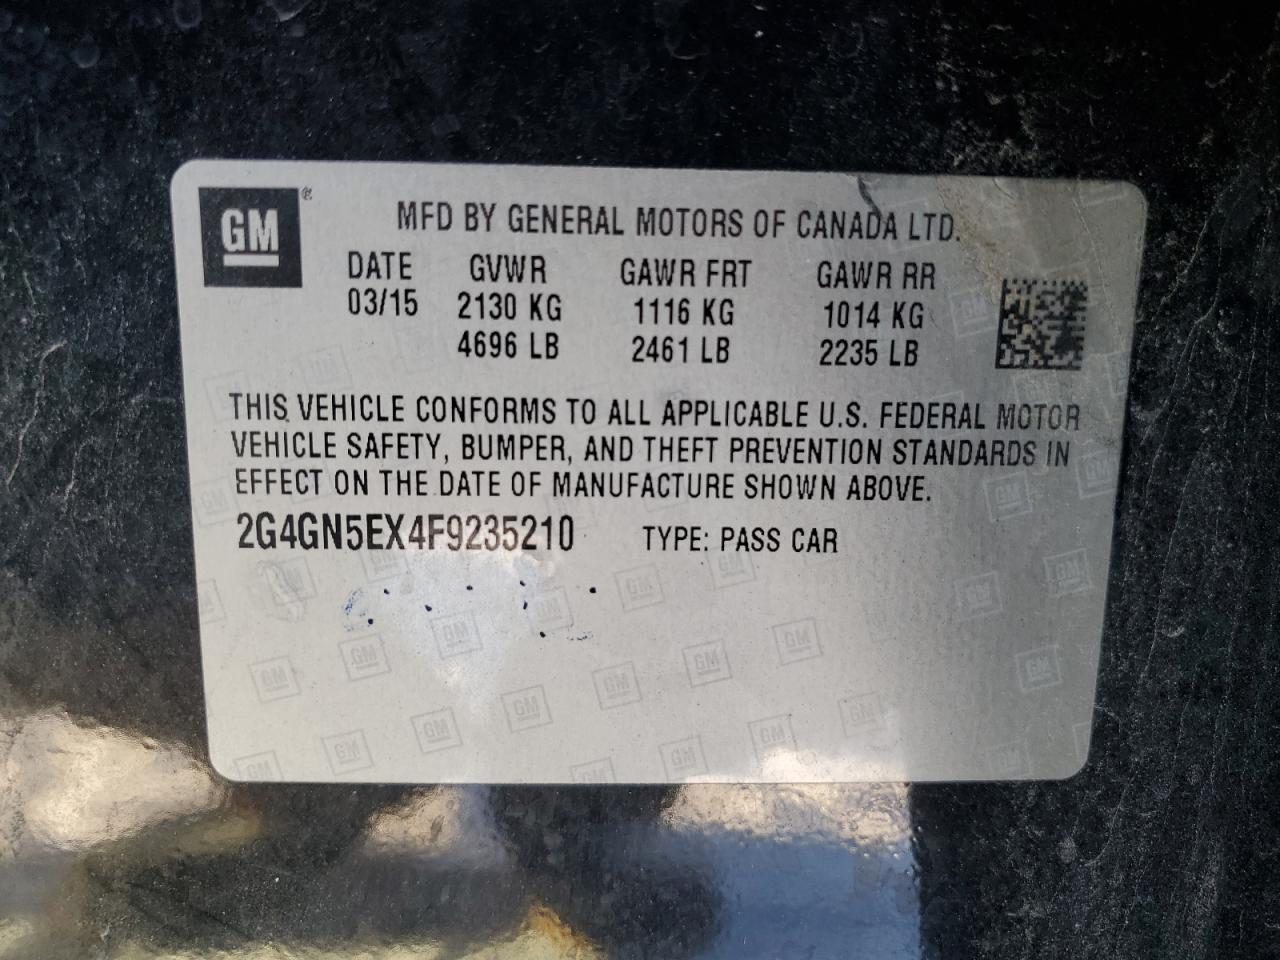 GM ®
MFD BY GENERAL MOTORS OF CANADA LTD.
DATE GVWR GAWR FRT GAWR RR
03/15 2130 KG 1116 KG 1014 KG
4696 LB 2461 LB 2235 LB
THIS VEHICLE CONFORMS TO ALL APPLICABLE U.S. FEDERAL MOTOR
VEHICLE SAFETY, BUMPER, AND THEFT PREVENTION STANDARDS IN
EFFECT ON THE DATE OF MANUFACTURE SHOWN ABOVE.
2G4GN5EX4F9235210 TYPE: PASS CAR